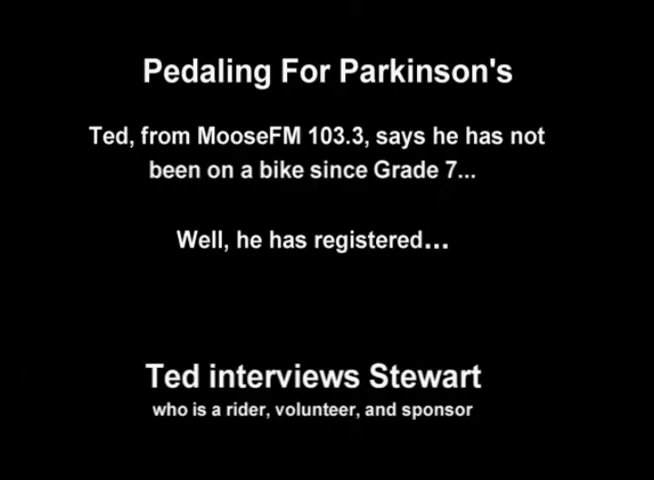 Pedaling For Parkinson's
Ted, from MooseFM 103.3, says he has not
been on a bike since Grade 7...
Well, he has registered...
Ted interviews Stewart
who is a rider, volunteer, and sponsor